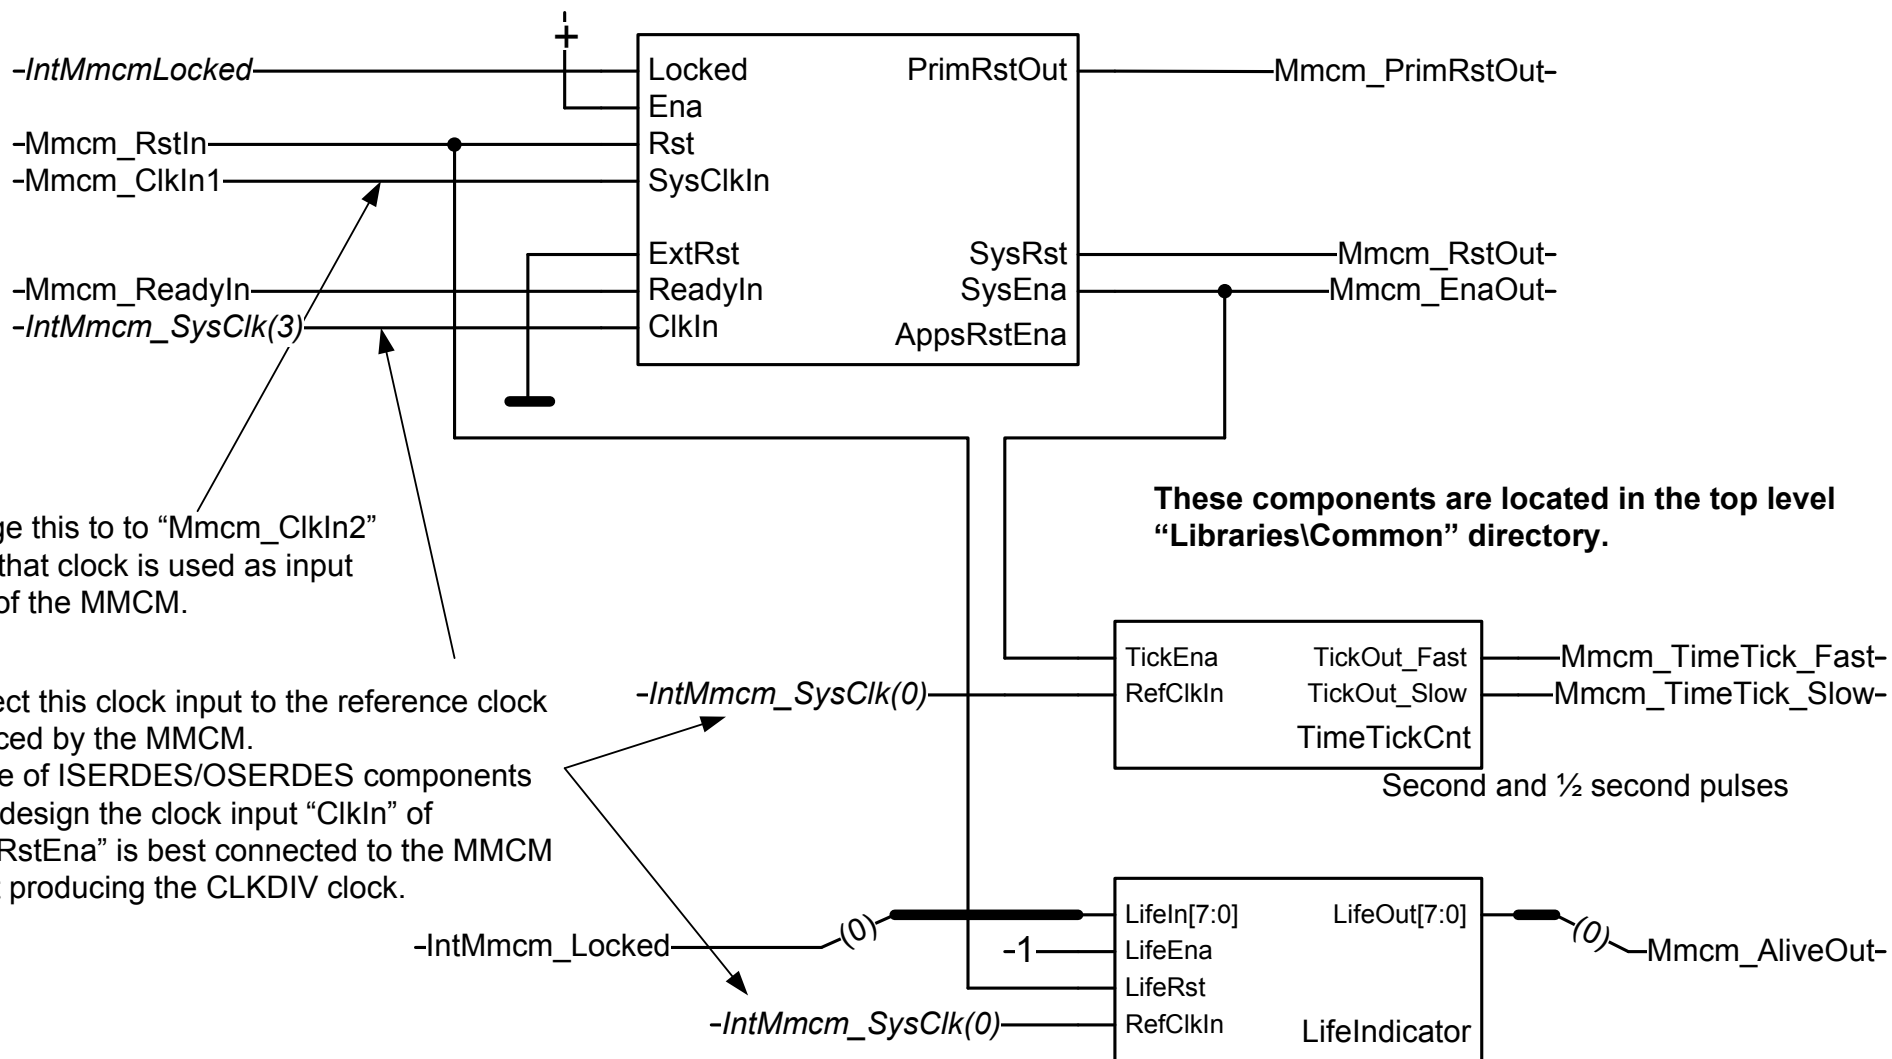 -IntMmcmLocked
Locked
PrimRstOut
Mmcm_PrimRstOut-
Ena
-Mmcm_RstIn
Rst
-Mmcm_ClkIn1
SysClkIn
ExtRst
SysRst
Mmcm_RstOut-
-Mmcm_ReadyIn
ReadyIn
SysEna
Mmcm_EnaOut-
-IntMmcm_SysClk(3)
ClkIn
AppsRstEna
ge this to to “Mmcm_ClkIn2”
that clock is used as input
of the MMCM.
These components are located in the top level
“Libraries\Common” directory.
ect this clock input to the reference clock
ced by the MMCM.
e of ISERDES/OSERDES components
design the clock input “ClkIn” of
RstEna” is best connected to the MMCM
t producing the CLKDIV clock.
-IntMmcm_SysClk(0)
TickEna
TickOut_Fast
Mmcm_TimeTick_Fast-
RefClkIn
TickOut_Slow
Mmcm_TimeTick_Slow-
TimeTickCnt
Second and ½ second pulses
-IntMmcm_Locked
(0)
LifeIn[7:0]
LifeOut[7:0]
(0)
Mmcm_AliveOut-
-1
LifeEna
LifeRst
-IntMmcm_SysClk(0)
RefClkIn
LifeIndicator